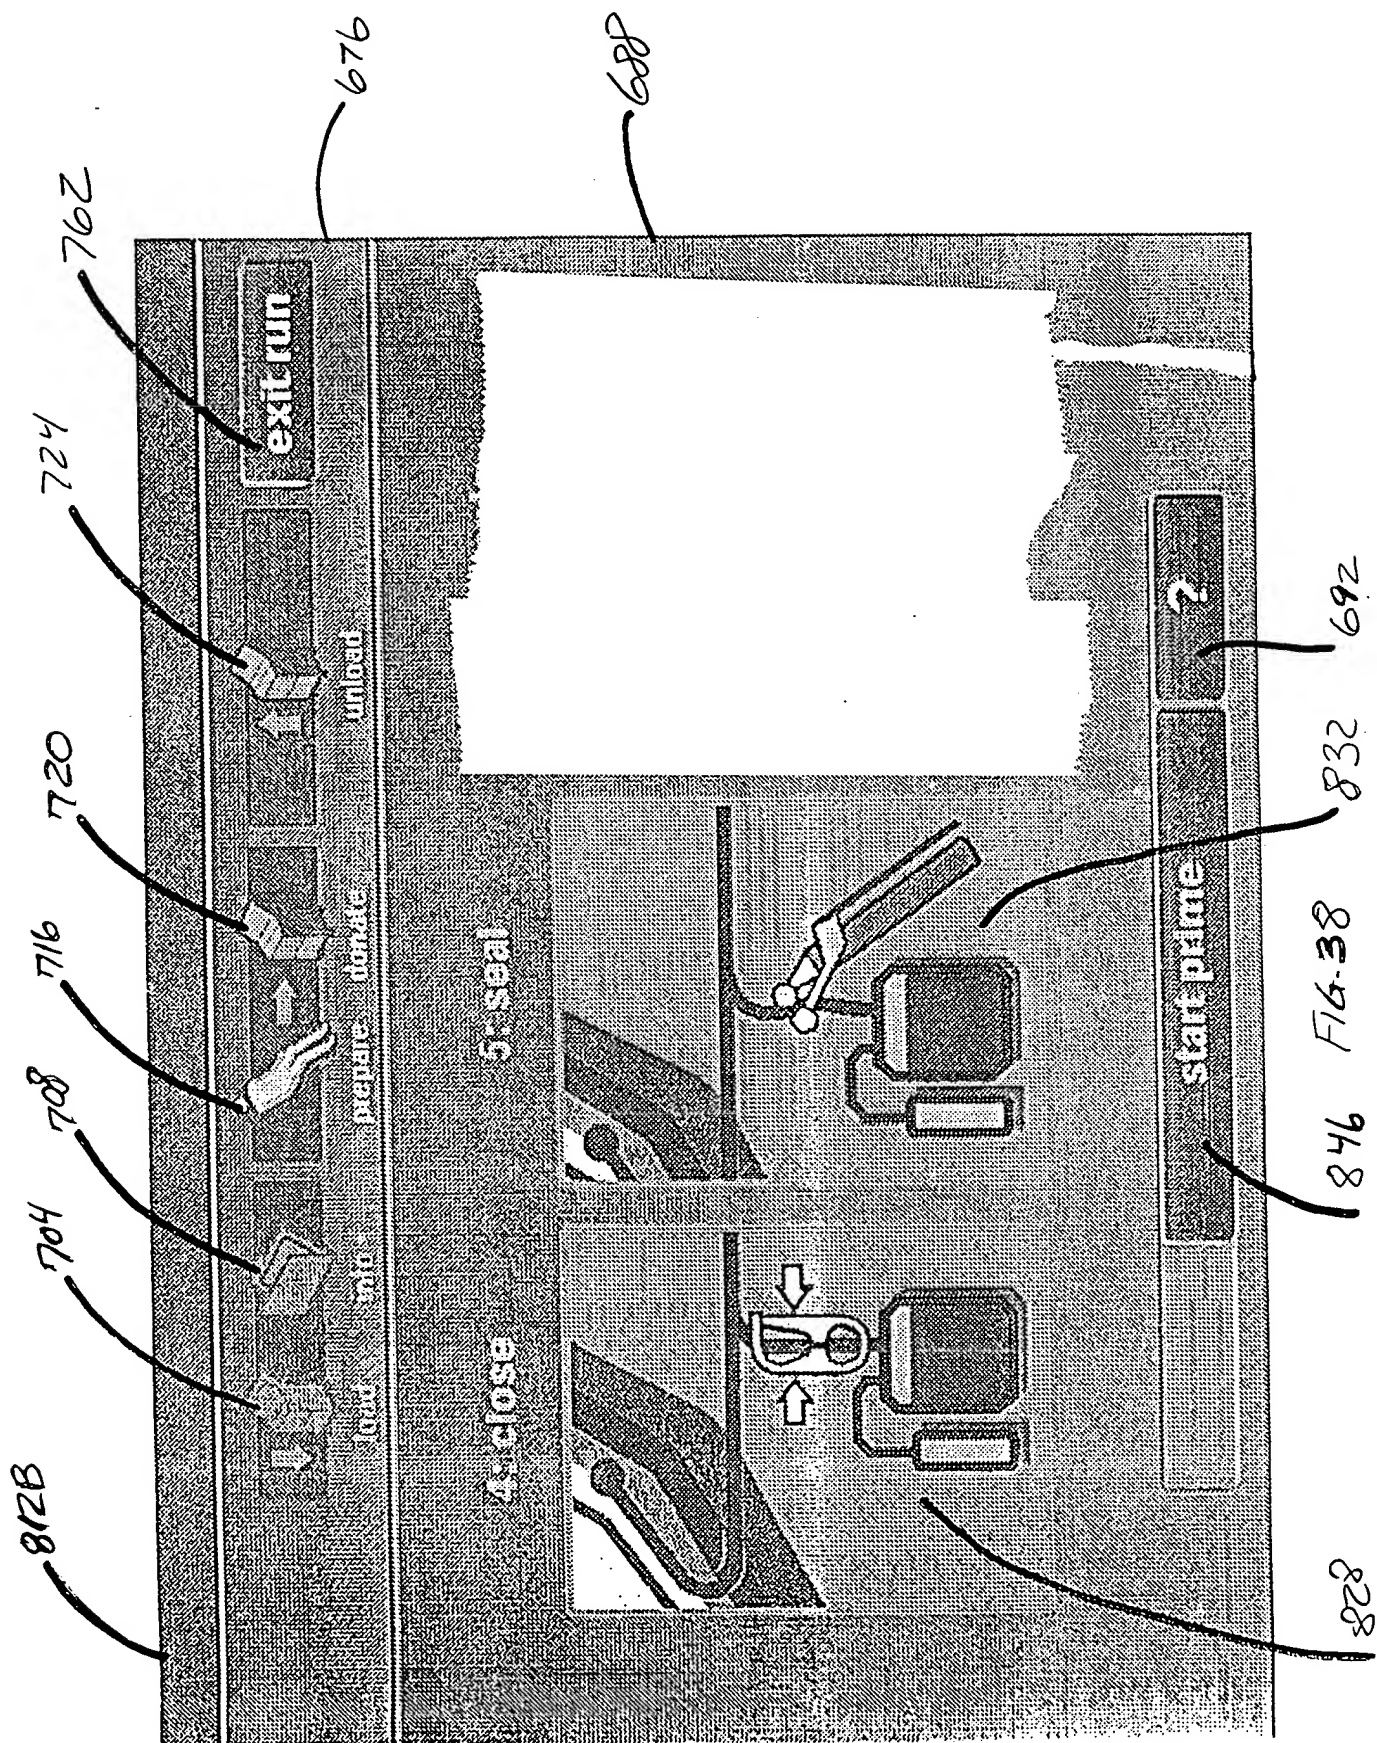 812B
704
708
716
720
724
762
676
688
exit run
load
info
prepare
donate
unload
4: close
5: seal
start prime
?
828
846
832
692
FIG. 38